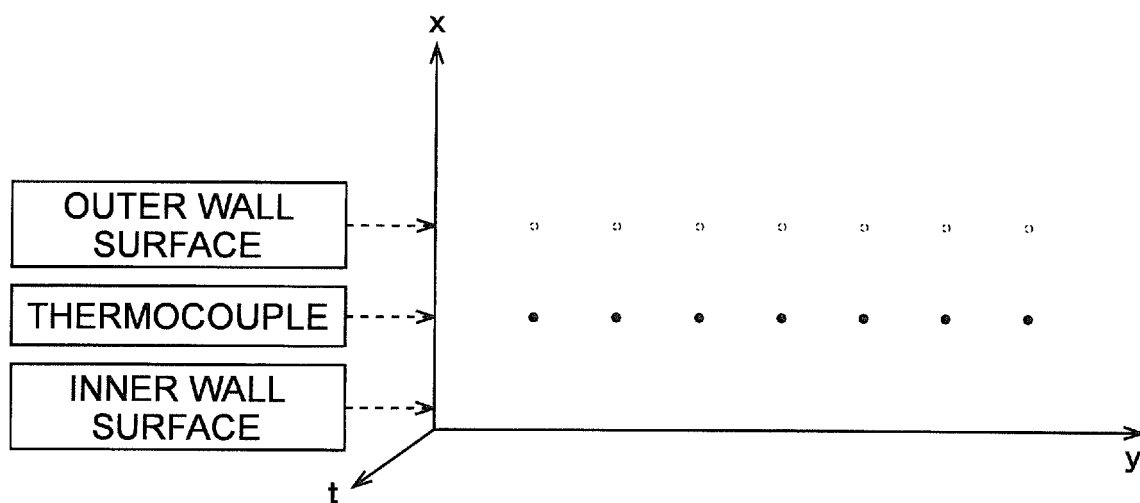 x
OUTER WALL
SURFACE
THERMOCOUPLE
INNER WALL
SURFACE
t
y